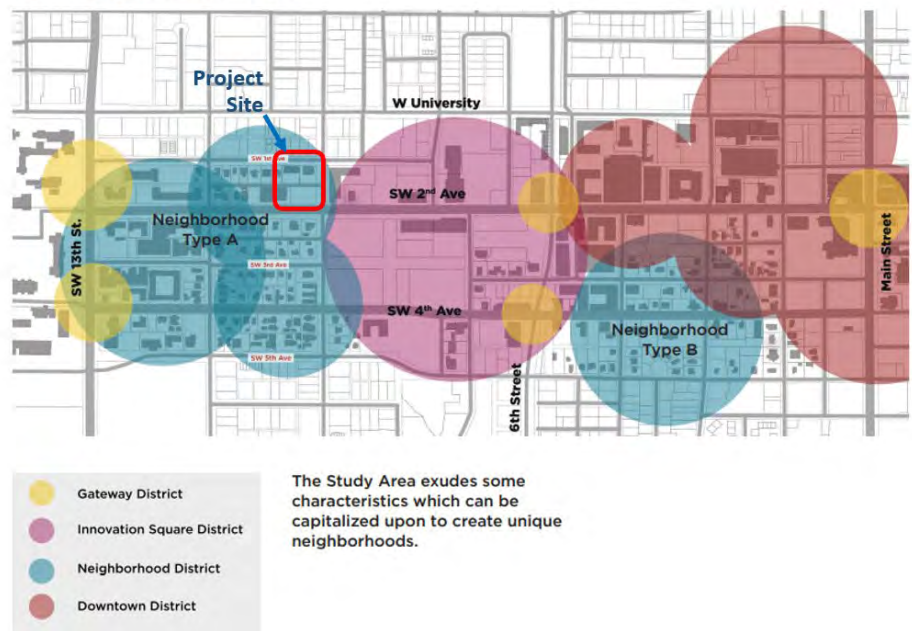 Project
Site
W University
SW 1st Ave
SW 2nd Ave
Neighborhood
Type A
SW 13th St.
SW 3rd Ave
SW 4th Ave
Main Street
Neighborhood
Type B
SW 5th Ave
6th Street
The Study Area exudes some
characteristics which can be
capitalized upon to create unique
neighborhoods.
Gateway District
Innovation Square District
Neighborhood District
Downtown District